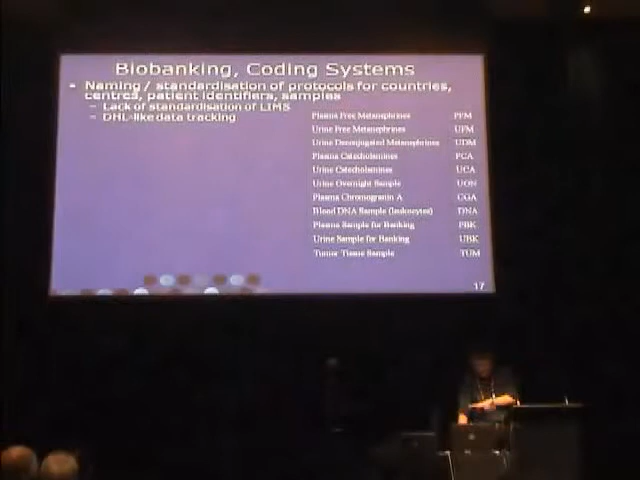 Biobanking, Coding Systems
- Naming / standardisation of protocols for countries,
centres, patient identifiers, samples
– Lack of standardisation of LIMS
– DHL-like data tracking
Plasma Free Metanephrines PFM
Urine Free Metanephrines UFM
Urine Deconjugated Metanephrines UDM
Plasma Catecholamines PCA
Urine Catecholamines UCA
Urine Overnight Sample UON
Plasma Chromogranin A CGA
Blood DNA Sample (leukocytes) DNA
Plasma Sample for Banking PBK
Urine Sample for Banking UBK
Tumor Tissue Sample TUM
17